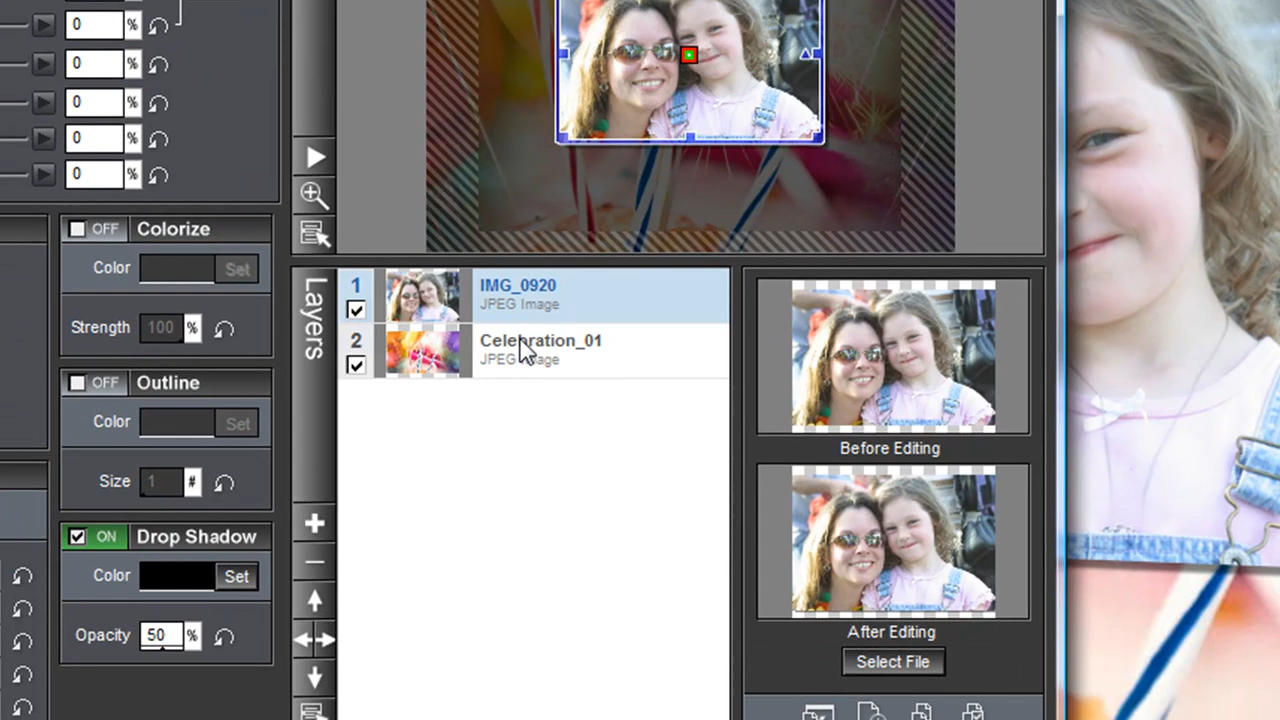 0 %
0 %
0 %
0 %
0 %
OFF Colorize
Color Set
Strength 100 %
OFF Outline
Color Set
Size 1 #
ON Drop Shadow
Color Set
Opacity 50 %
Layers
1 IMG_0920
JPEG Image
2 Celebration_01
JPEG Image
Before Editing
After Editing
Select File